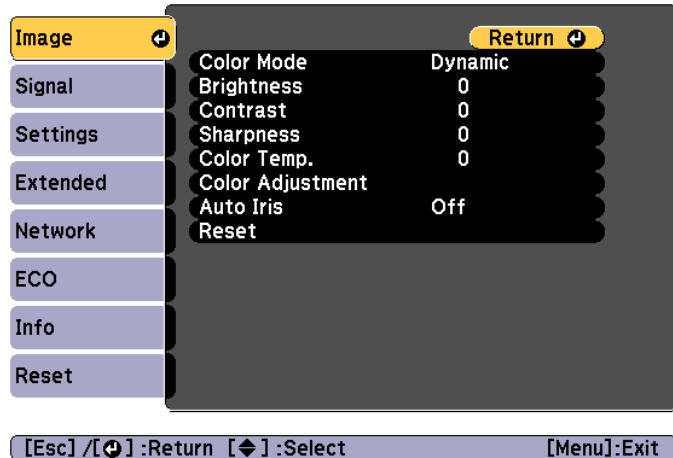 Image
Signal
Settings
Extended
Network
ECO
Info
Reset
Return
Color Mode Dynamic
Brightness 0
Contrast 0
Sharpness 0
Color Temp. 0
Color Adjustment
Auto Iris Off
Reset
[Esc] /[ ] :Return [ ] :Select [Menu]:Exit